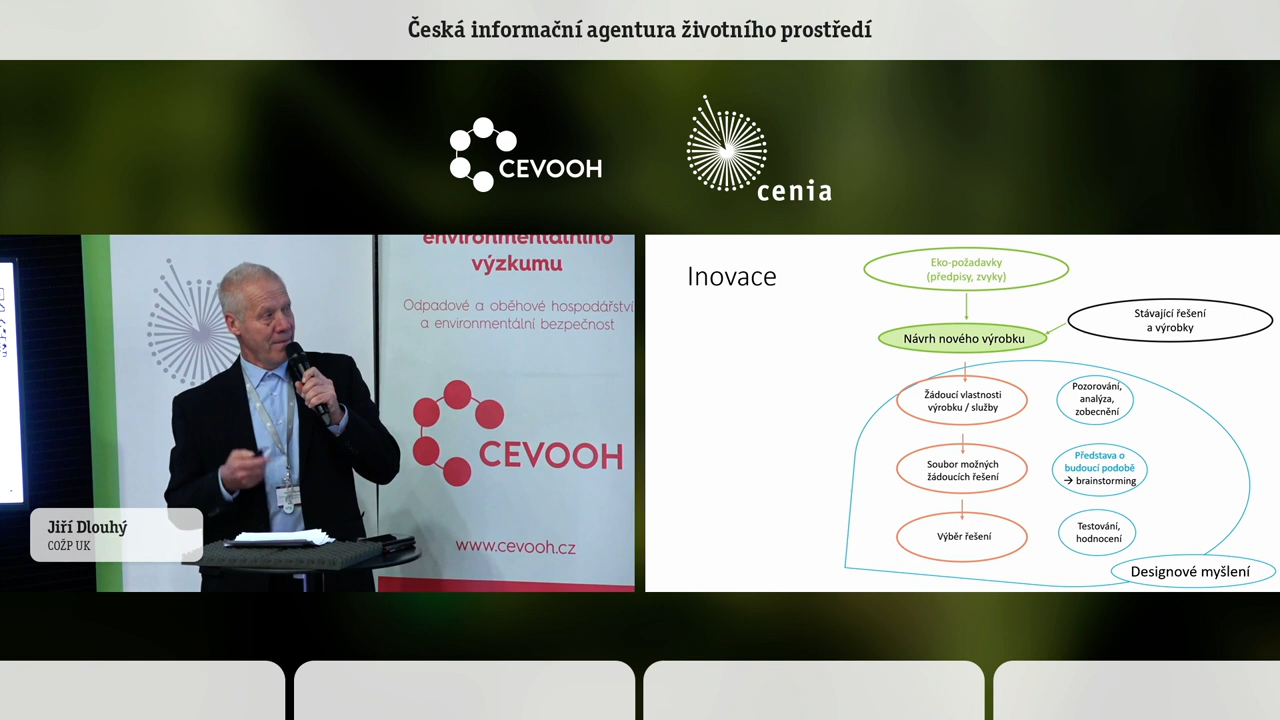 Česká informační agentura životního prostředí
CEVOOH
cenia
environmentálního
výzkumu
Odpadové a oběhové hospodářství
a environmentální bezpečnost
CEVOOH
www.cevooh.cz
Jiří Dlouhý
COŽP UK
Inovace
Eko-požadavky
(předpisy, zvyky)
Stávající řešení
a výrobky
Návrh nového výrobku
Žádoucí vlastnosti
výrobku / služby
Pozorování,
analýza,
zobecnění
Soubor možných
žádoucích řešení
Představa o
budoucí podobě
→ brainstorming
Výběr řešení
Testování,
hodnocení
Designové myšlení